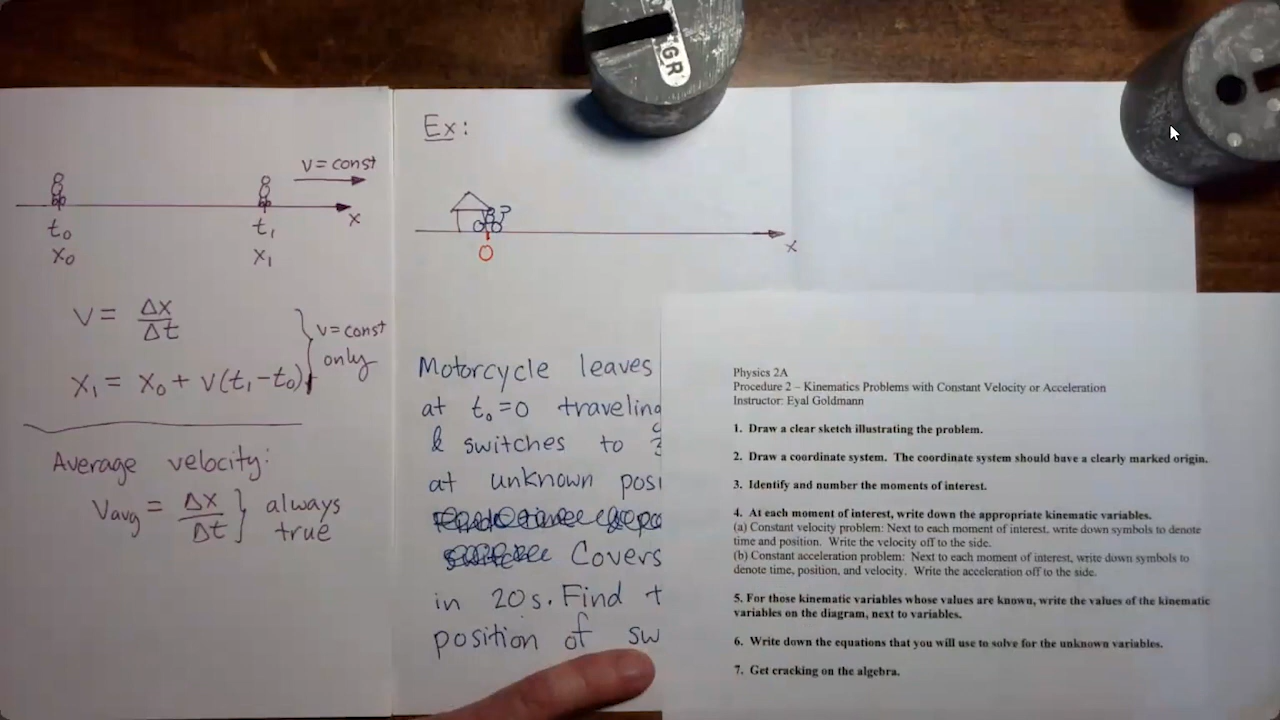 GR
v = const
x
t₀
t₁
x₀
x₁
v = Δx/Δt
x₁ = x₀ + v(t₁-t₀)
v = const
only
Average velocity:
Vavg = Δx/Δt } always
true
Ex:
0
x
Motorcycle leaves
at t₀=0 traveling
& switches to
at unknown posi
Covers
in 20s. Find t
position of sw
Physics 2A
Procedure 2 – Kinematics Problems with Constant Velocity or Acceleration
Instructor: Eyal Goldmann
1. Draw a clear sketch illustrating the problem.
2. Draw a coordinate system. The coordinate system should have a clearly marked origin.
3. Identify and number the moments of interest.
4. At each moment of interest, write down the appropriate kinematic variables.
(a) Constant velocity problem: Next to each moment of interest, write down symbols to denote
time and position. Write the velocity off to the side.
(b) Constant acceleration problem: Next to each moment of interest, write down symbols to
denote time, position, and velocity. Write the acceleration off to the side.
5. For those kinematic variables whose values are known, write the values of the kinematic
variables on the diagram, next to variables.
6. Write down the equations that you will use to solve for the unknown variables.
7. Get cracking on the algebra.